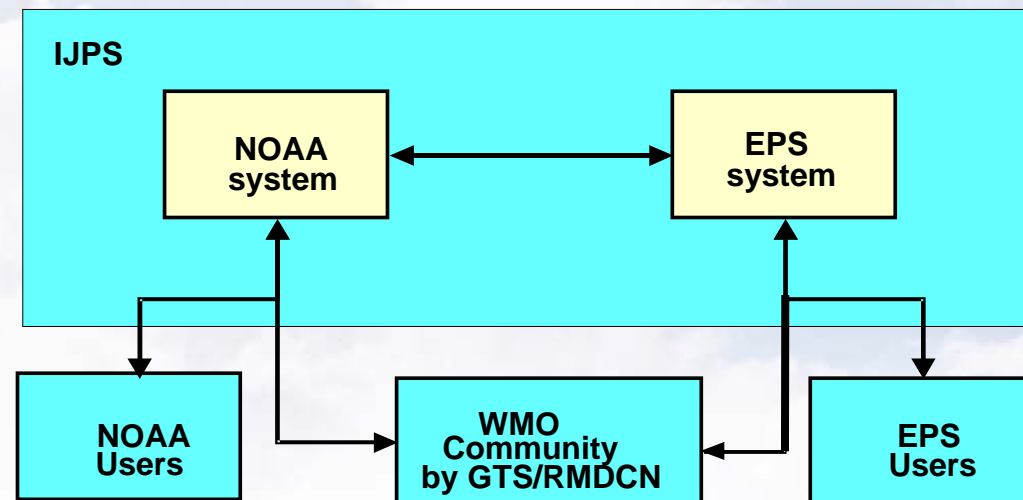 IJPS
NOAA
system
EPS
system
NOAA
Users
WMO
Community
by GTS/RMDCN
EPS
Users